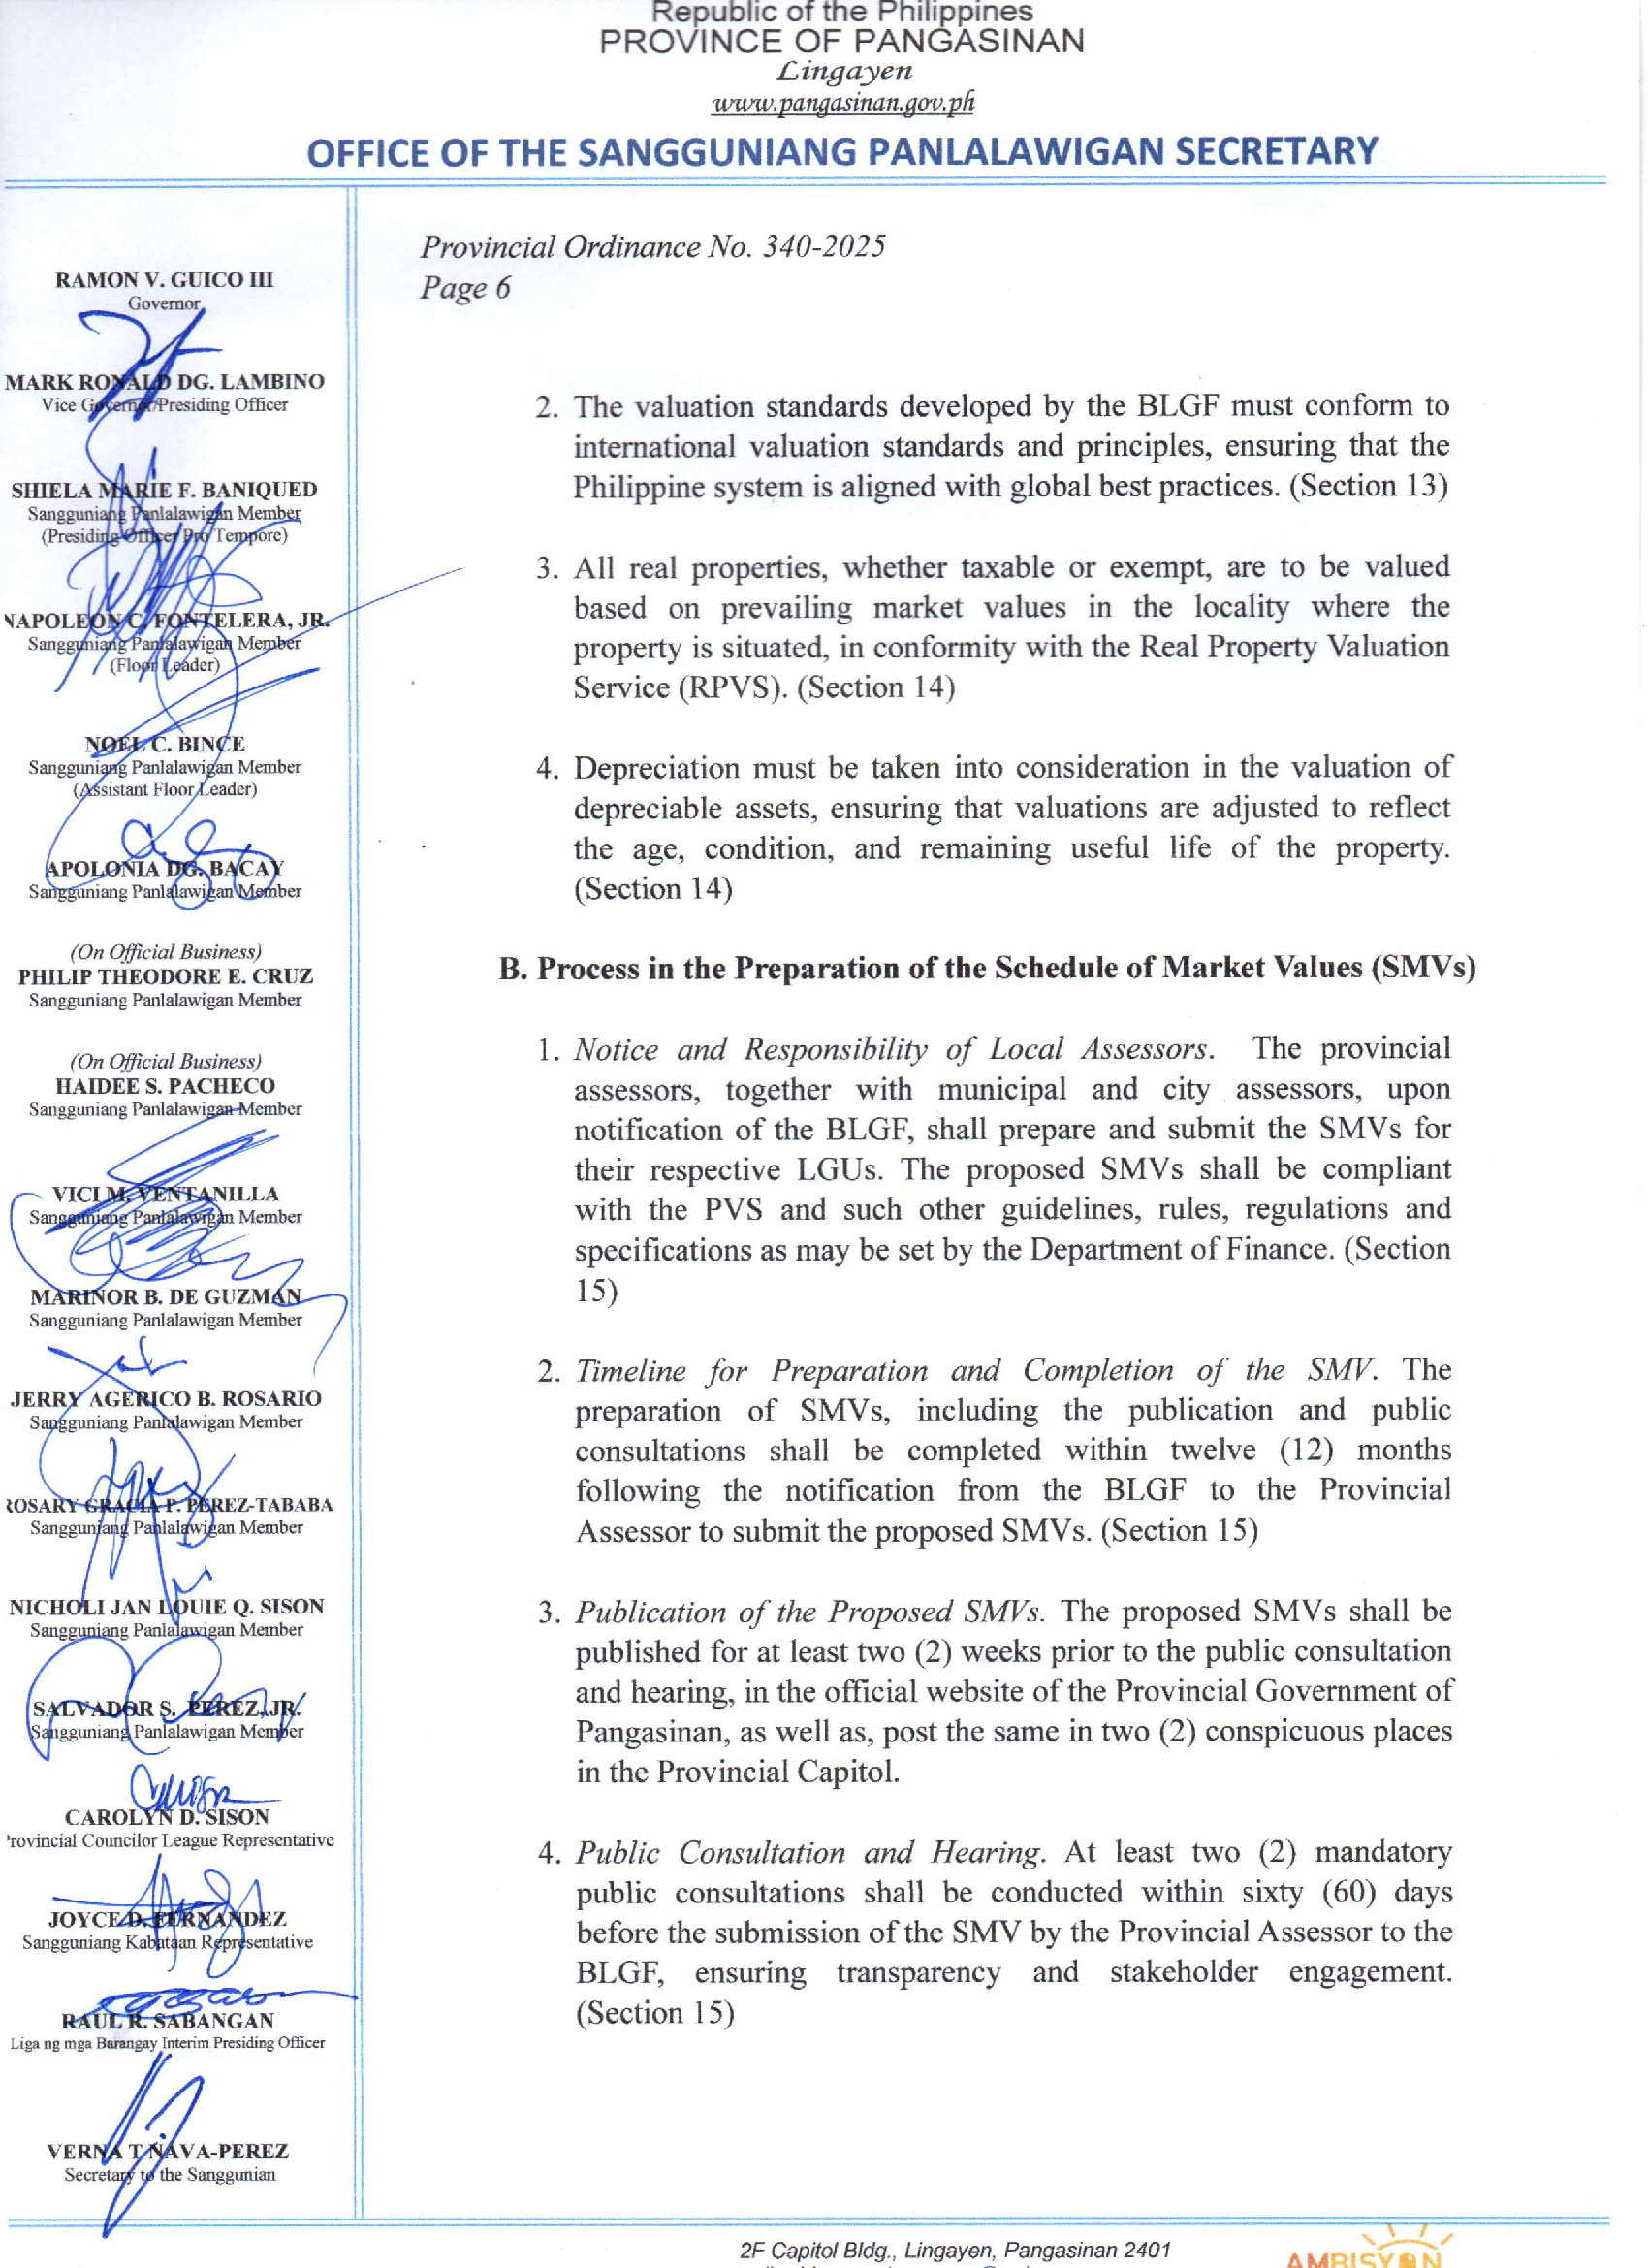 Republic of the Philippines
PROVINCE OF PANGASINAN
Lingayen
www.pangasinan.gov.ph
OFFICE OF THE SANGGUNIANG PANLALAWIGAN SECRETARY
RAMON V. GUICO III
Governor
MARK RONALD DG. LAMBINO
Vice Governor/Presiding Officer
SHIELA MARIE F. BANIQUED
Sangguniang Panlalawigan Member
(Presiding Officer Pro Tempore)
NAPOLEON C. FONTELERA, JR.
Sangguniang Panlalawigan Member
(Floor Leader)
NOEL C. BINCE
Sangguniang Panlalawigan Member
(Assistant Floor Leader)
APOLONIA DG. BACAY
Sangguniang Panlalawigan Member
(On Official Business)
PHILIP THEODORE E. CRUZ
Sangguniang Panlalawigan Member
(On Official Business)
HAIDEE S. PACHECO
Sangguniang Panlalawigan Member
VICI M. VENTANILLA
Sangguniang Panlalawigan Member
MARINOR B. DE GUZMAN
Sangguniang Panlalawigan Member
JERRY AGERICO B. ROSARIO
Sangguniang Panlalawigan Member
ROSARY GRACIA P. PEREZ-TABABA
Sangguniang Panlalawigan Member
NICHOLI JAN LOUIE Q. SISON
Sangguniang Panlalawigan Member
SALVADOR S. PEREZ, JR.
Sangguniang Panlalawigan Member
CAROLYN D. SISON
Provincial Councilor League Representative
JOYCE D. FERNANDEZ
Sangguniang Kabataan Representative
RAUL R. SABANGAN
Liga ng mga Barangay Interim Presiding Officer
VERNA T. NAVA-PEREZ
Secretary to the Sanggunian
Provincial Ordinance No. 340-2025
Page 6
2. The valuation standards developed by the BLGF must conform to
international valuation standards and principles, ensuring that the
Philippine system is aligned with global best practices. (Section 13)
3. All real properties, whether taxable or exempt, are to be valued
based on prevailing market values in the locality where the
property is situated, in conformity with the Real Property Valuation
Service (RPVS). (Section 14)
4. Depreciation must be taken into consideration in the valuation of
depreciable assets, ensuring that valuations are adjusted to reflect
the age, condition, and remaining useful life of the property.
(Section 14)
B. Process in the Preparation of the Schedule of Market Values (SMVs)
1. Notice and Responsibility of Local Assessors. The provincial
assessors, together with municipal and city assessors, upon
notification of the BLGF, shall prepare and submit the SMVs for
their respective LGUs. The proposed SMVs shall be compliant
with the PVS and such other guidelines, rules, regulations and
specifications as may be set by the Department of Finance. (Section
15)
2. Timeline for Preparation and Completion of the SMV. The
preparation of SMVs, including the publication and public
consultations shall be completed within twelve (12) months
following the notification from the BLGF to the Provincial
Assessor to submit the proposed SMVs. (Section 15)
3. Publication of the Proposed SMVs. The proposed SMVs shall be
published for at least two (2) weeks prior to the public consultation
and hearing, in the official website of the Provincial Government of
Pangasinan, as well as, post the same in two (2) conspicuous places
in the Provincial Capitol.
4. Public Consultation and Hearing. At least two (2) mandatory
public consultations shall be conducted within sixty (60) days
before the submission of the SMV by the Provincial Assessor to the
BLGF, ensuring transparency and stakeholder engagement.
(Section 15)
2F Capitol Bldg., Lingayen, Pangasinan 2401
AMBISYON